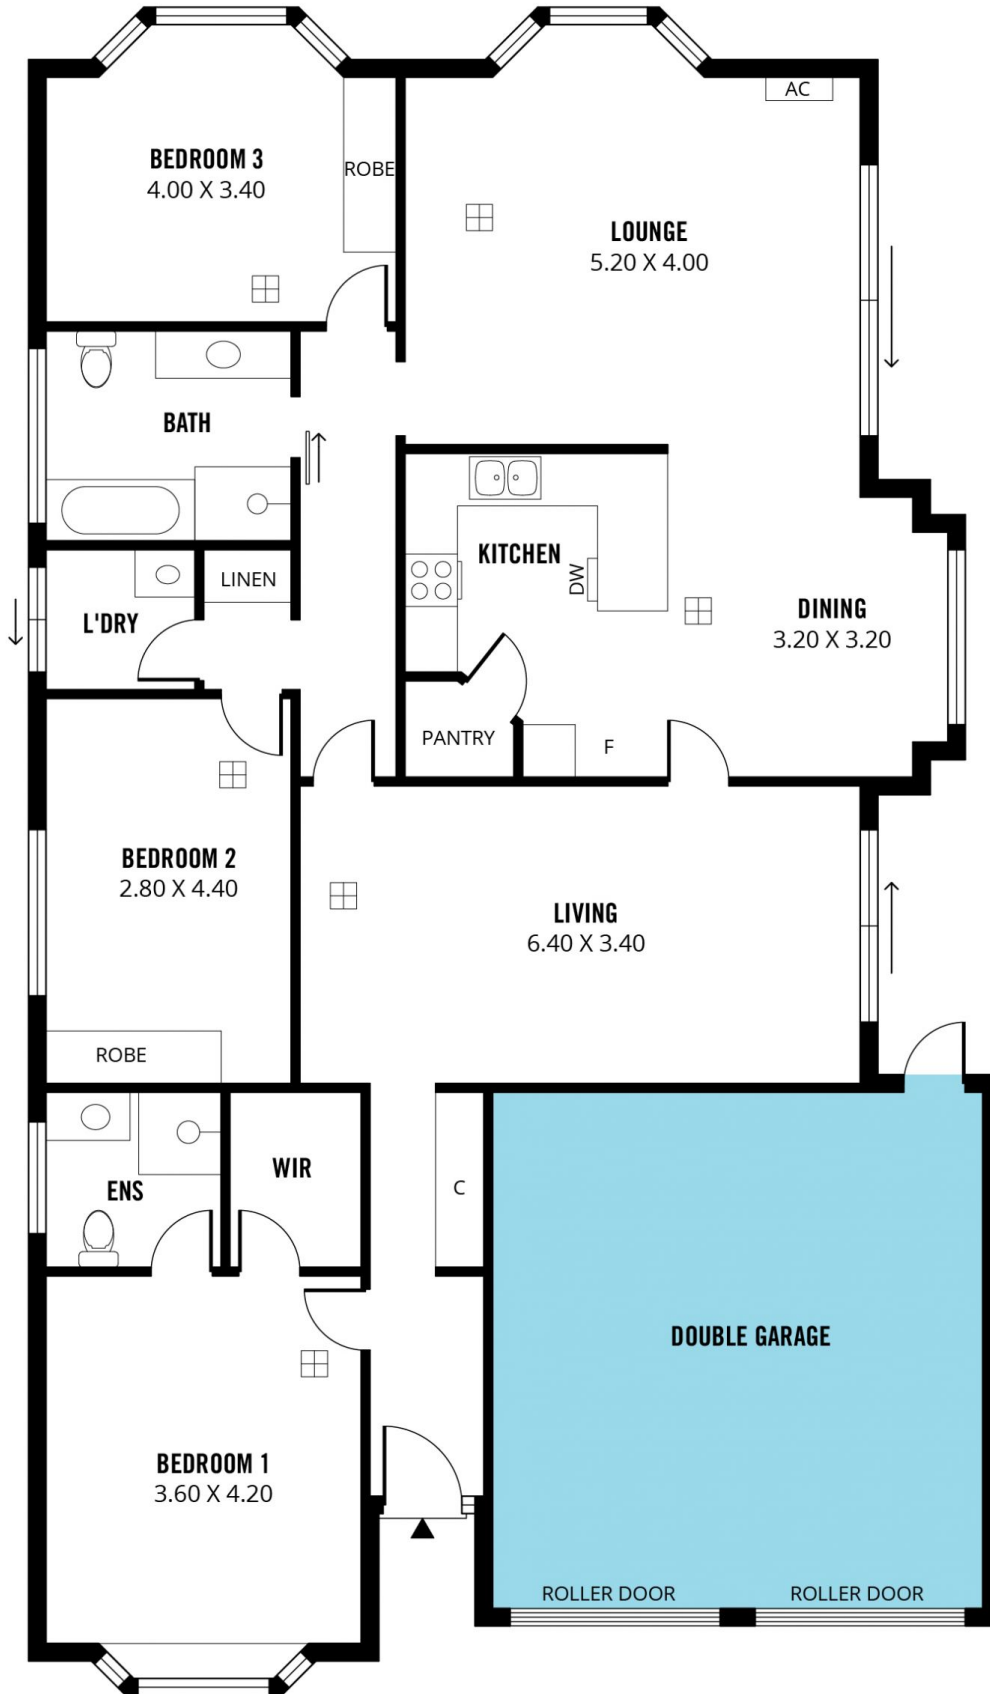 AC
BEDROOM 3
4.00 X 3.40
ROBE
LOUNGE
5.20 X 4.00
BATH
KITCHEN
DW
LINEN
L'DRY
DINING
3.20 X 3.20
PANTRY
F
BEDROOM 2
2.80 X 4.40
LIVING
6.40 X 3.40
ROBE
ENS
WIR
C
DOUBLE GARAGE
BEDROOM 1
3.60 X 4.20
ROLLER DOOR
ROLLER DOOR